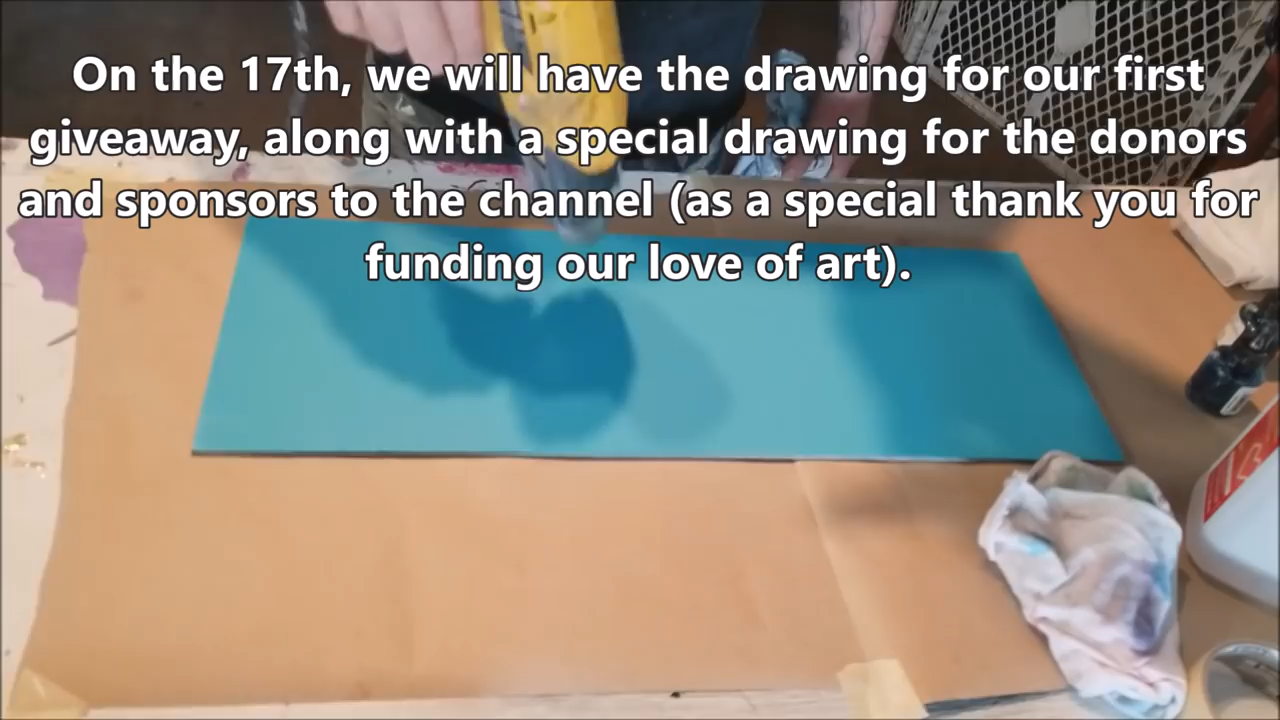 On the 17th, we will have the drawing for our first
giveaway, along with a special drawing for the donors
and sponsors to the channel (as a special thank you for
funding our love of art).